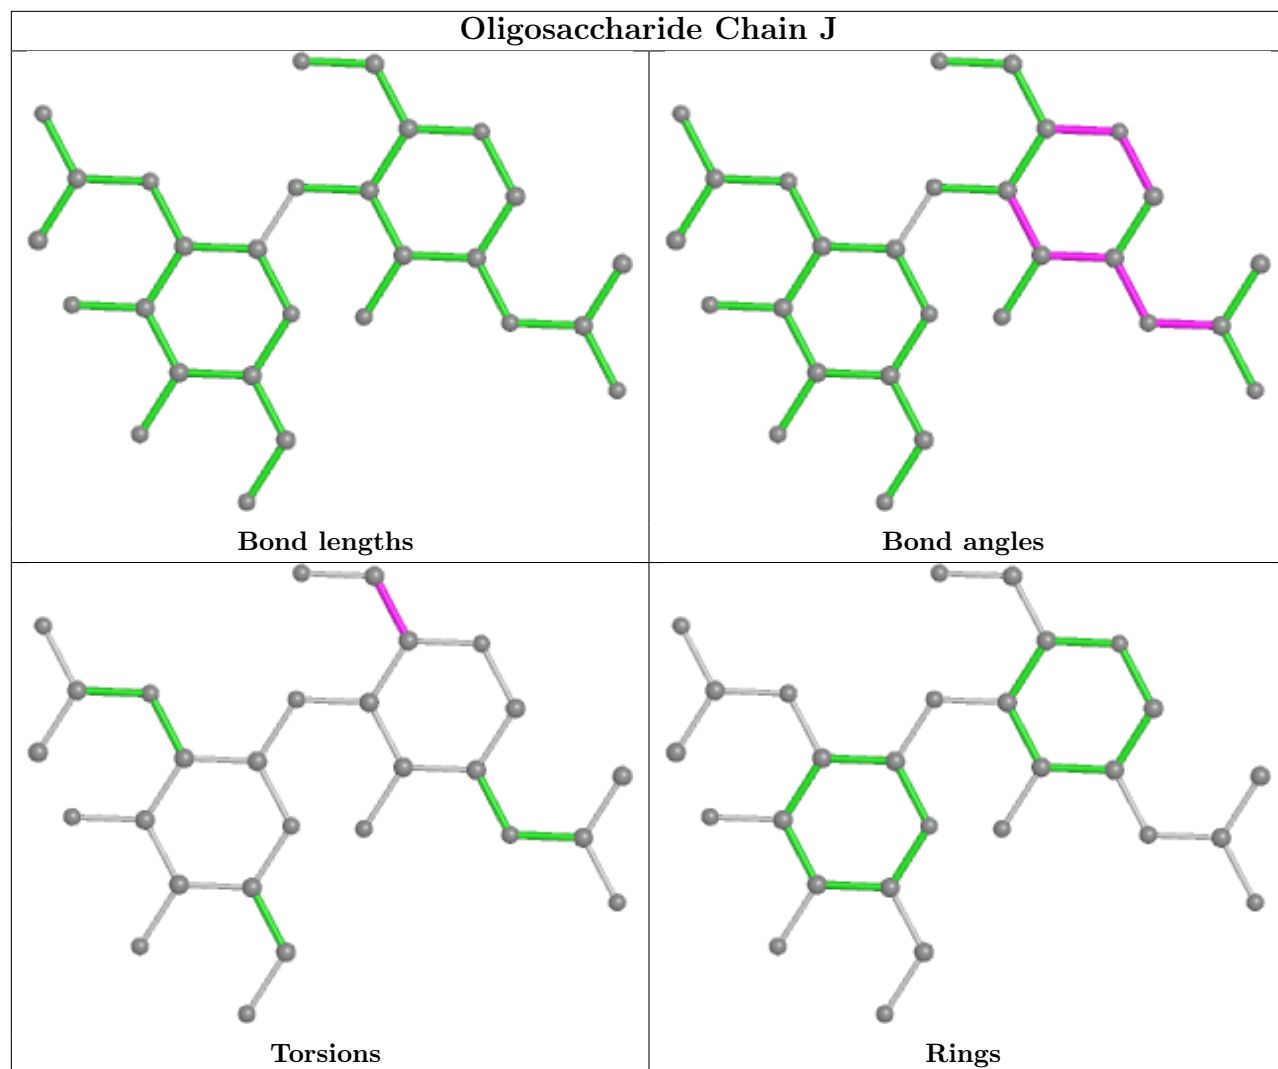 Oligosaccharide Chain J
Bond lengths
Bond angles
Torsions
Rings